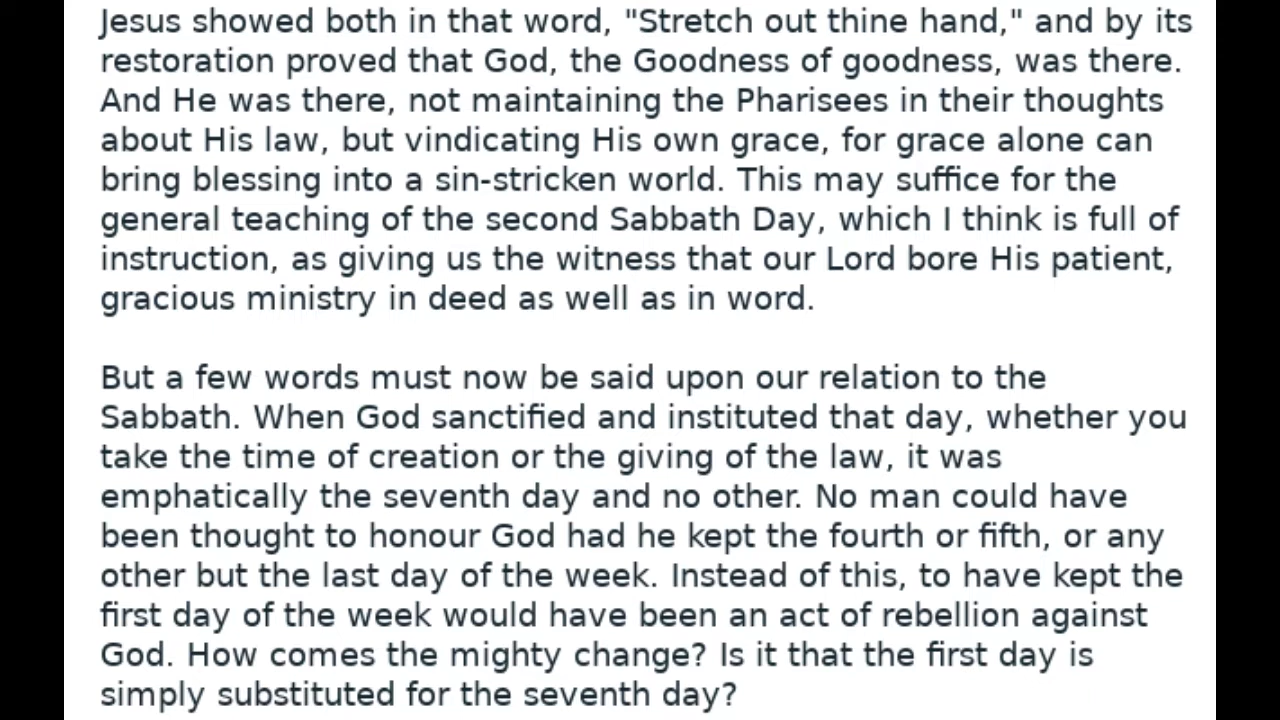 Jesus showed both in that word, "Stretch out thine hand," and by its
restoration proved that God, the Goodness of goodness, was there.
And He was there, not maintaining the Pharisees in their thoughts
about His law, but vindicating His own grace, for grace alone can
bring blessing into a sin-stricken world. This may suffice for the
general teaching of the second Sabbath Day, which I think is full of
instruction, as giving us the witness that our Lord bore His patient,
gracious ministry in deed as well as in word.

But a few words must now be said upon our relation to the
Sabbath. When God sanctified and instituted that day, whether you
take the time of creation or the giving of the law, it was
emphatically the seventh day and no other. No man could have
been thought to honour God had he kept the fourth or fifth, or any
other but the last day of the week. Instead of this, to have kept the
first day of the week would have been an act of rebellion against
God. How comes the mighty change? Is it that the first day is
simply substituted for the seventh day?